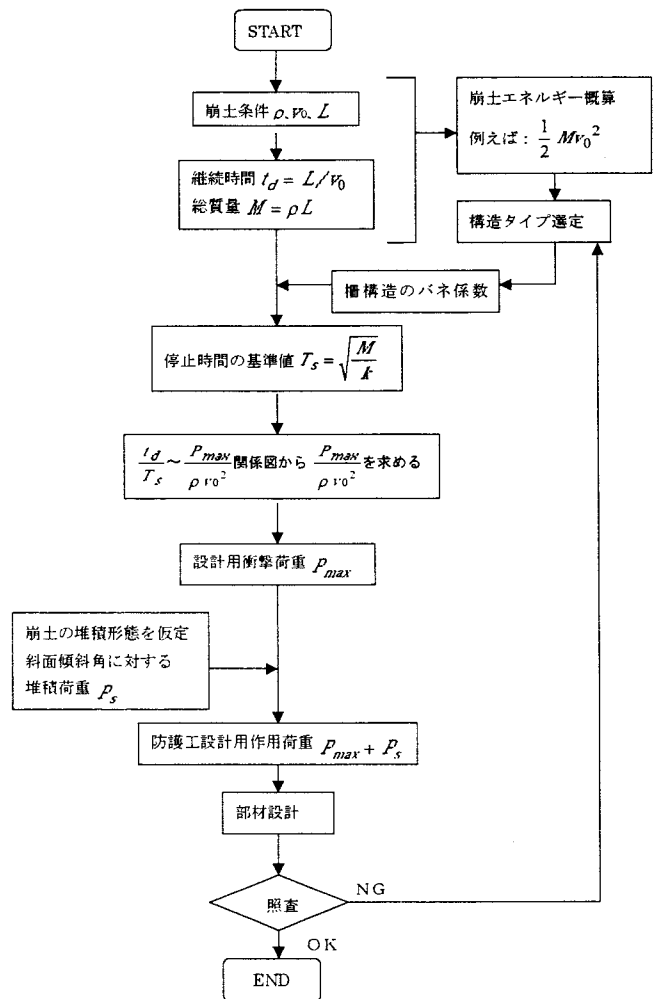 START
崩土条件 ρ、v₀、L
継続時間 t_d = L/v₀
総質量 M = ρL
崩土エネルギー概算
例えば： 1/2 Mv₀²
構造タイプ選定
柵構造のバネ係数
停止時間の基準値 T_s = √(M/k)
t_d/T_s ～ P_max/ρv₀² 関係図から P_max/ρv₀² を求める
設計用衝撃荷重 P_max
崩土の堆積形態を仮定
斜面傾斜角に対する
堆積荷重 P_s
防護工設計用作用荷重 P_max + P_s
部材設計
照査
NG
OK
END